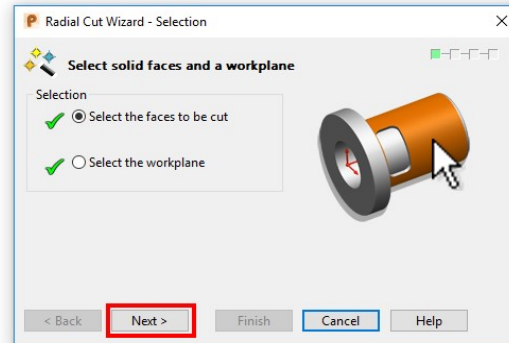 Radial Cut Wizard - Selection
Select solid faces and a workplane
Selection
Select the faces to be cut
Select the workplane
< Back Next > Finish Cancel Help